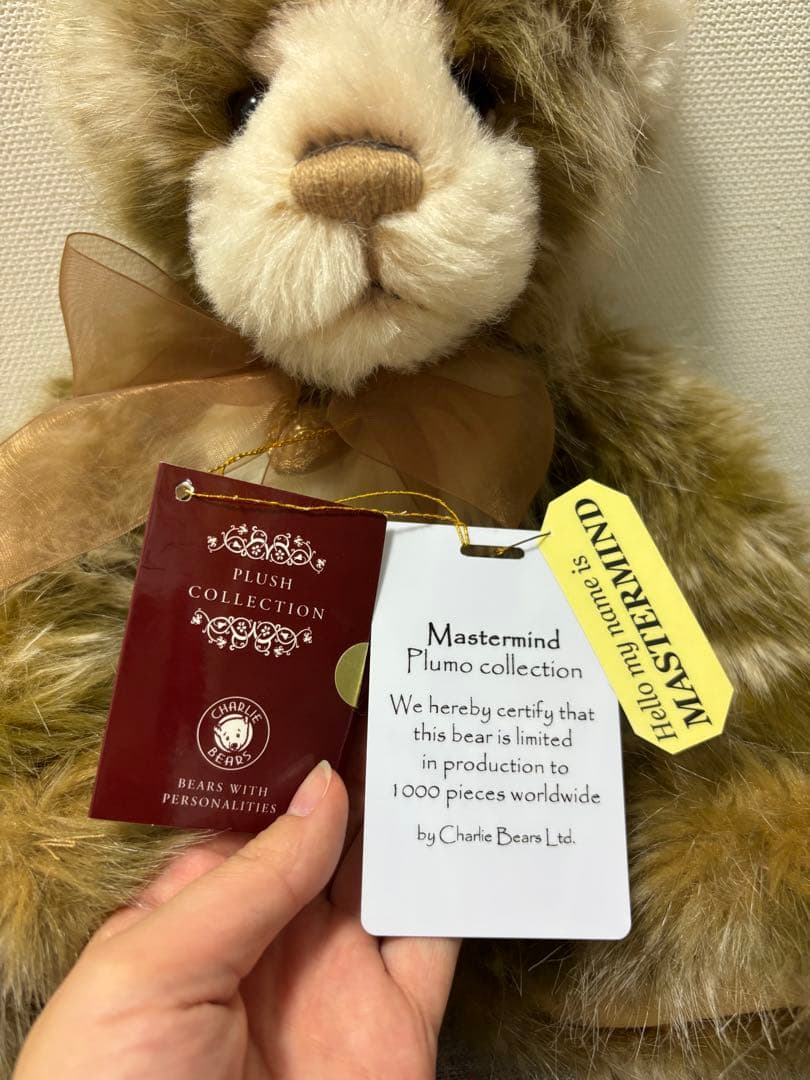 PLUSH
COLLECTION
CHARLIE
BEARS
BEARS WITH
PERSONALITIES
Mastermind
Plumo collection
We hereby certify that
this bear is limited
in production to
1000 pieces worldwide
by Charlie Bears Ltd.
Hello my name is
MASTERMIND